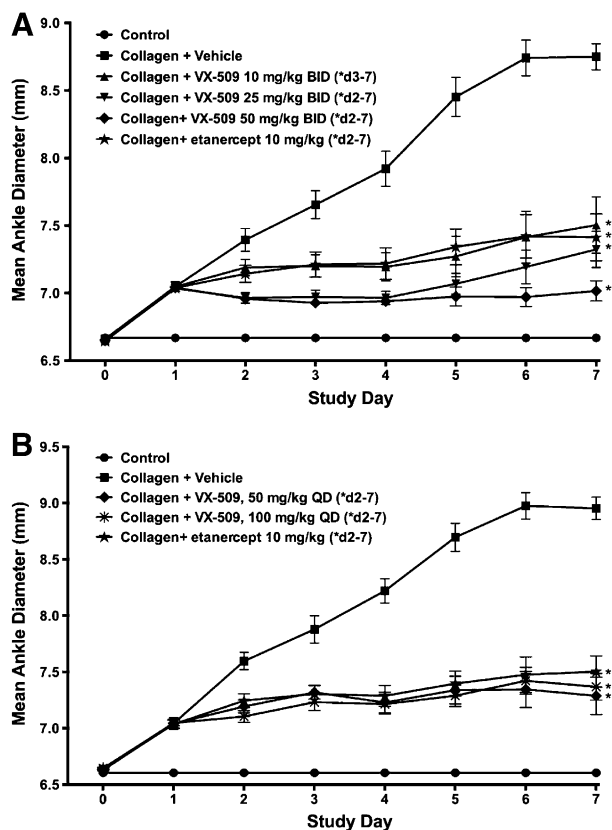 A
9.0
8.5
8.0
7.5
7.0
6.5
Mean Ankle Diameter (mm)
Control
Collagen + Vehicle
Collagen + VX-509 10 mg/kg BID (*d3-7)
Collagen + VX-509 25 mg/kg BID (*d2-7)
Collagen+ VX-509 50 mg/kg BID (*d2-7)
Collagen+ etanercept 10 mg/kg (*d2-7)
*
*
*
*
0 1 2 3 4 5 6 7
Study Day
B
9.5
9.0
8.5
8.0
7.5
7.0
6.5
Mean Ankle Diameter (mm)
Control
Collagen + Vehicle
Collagen + VX-509, 50 mg/kg QD (*d2-7)
Collagen + VX-509, 100 mg/kg QD (*d2-7)
Collagen+ etanercept 10 mg/kg (*d2-7)
*
*
*
0 1 2 3 4 5 6 7
Study Day